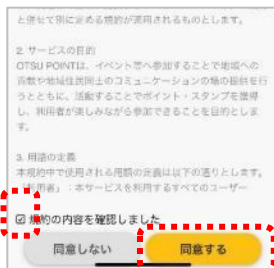 と併せて別に定める規約が適用されるものとします。
2. サービスの目的
OTSU POINTは、イベント等へ参加することで地域への
貢献や地域住民同士のコミュニケーションの場の提供を行
うとともに、活動することでポイント・スタンプを獲得
し、利用者が楽しみながら参加できることを目的としま
す。
3. 用語の定義
本規約中で使用される用語の定義は以下の通りとします。
「利用者」：本サービスを利用するすべてのユーザー
規約の内容を確認しました
同意しない
同意する